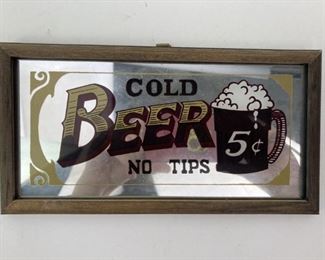 COLD
BEER
5¢
NO TIPS